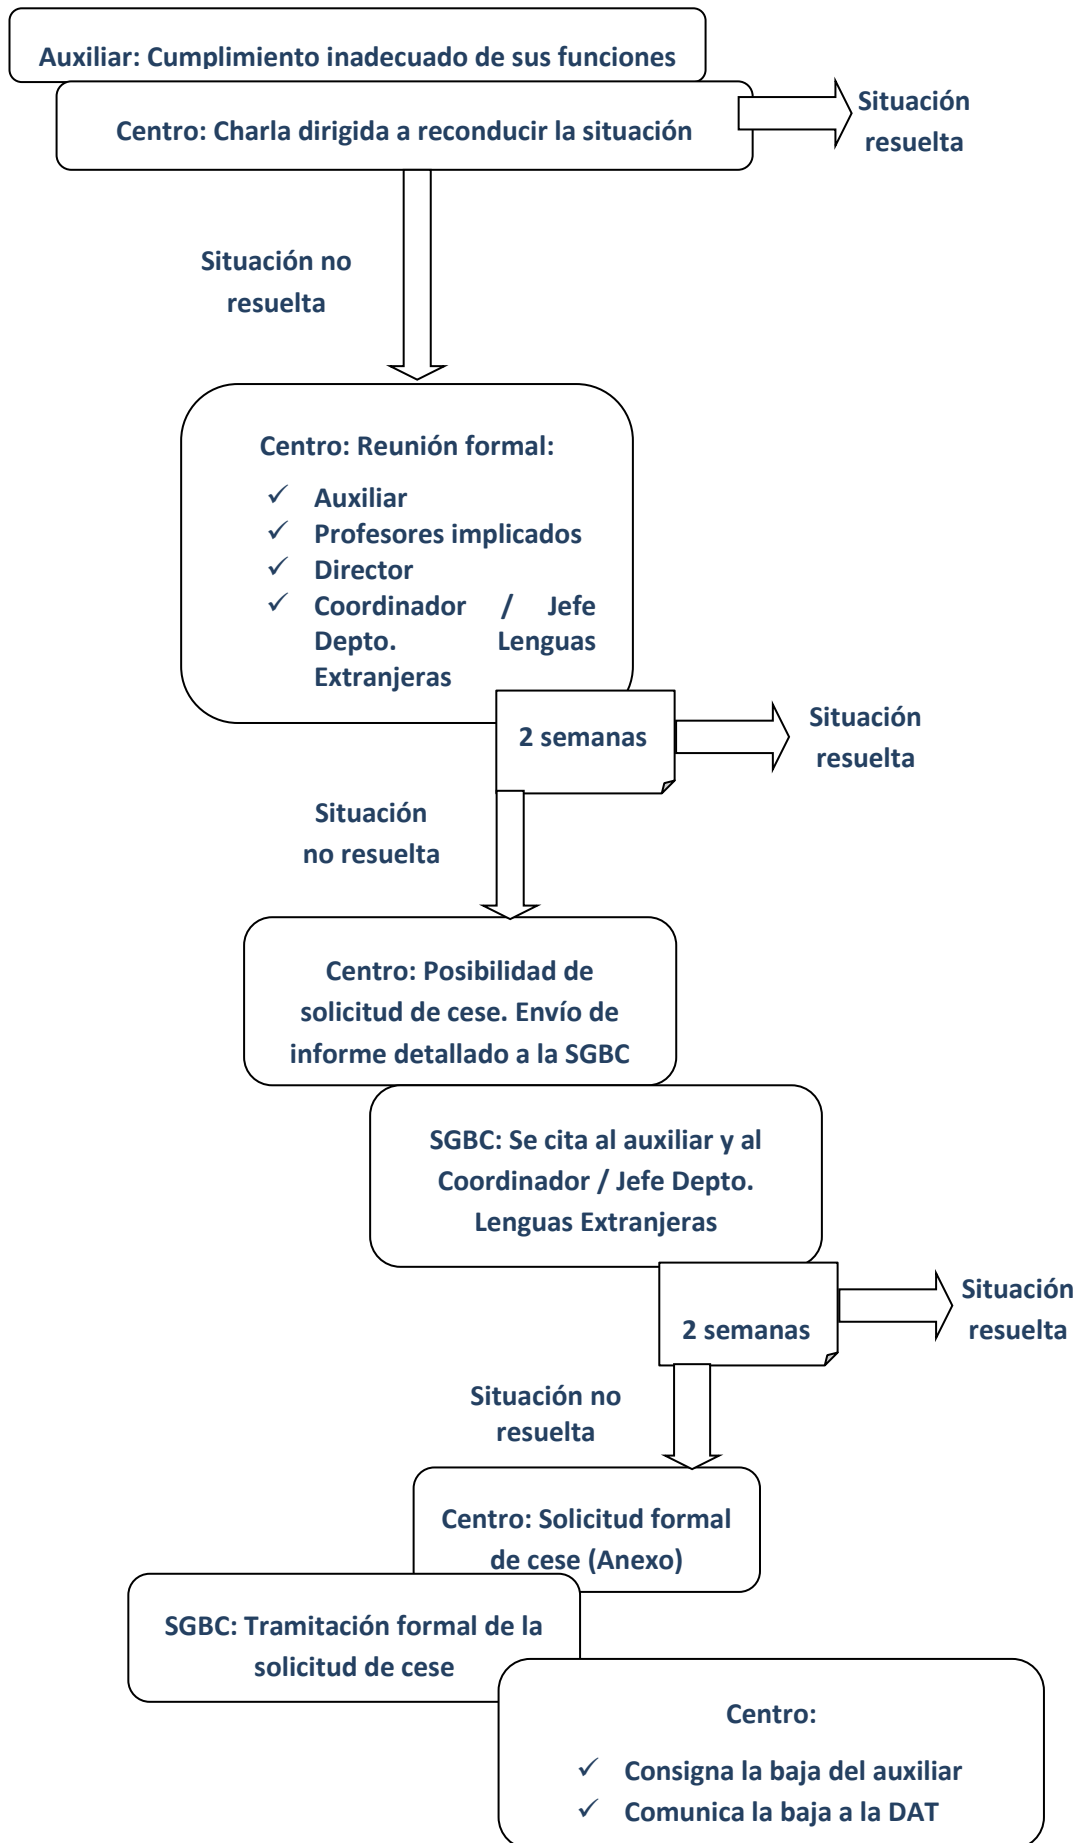 Auxiliar: Cumplimiento inadecuado de sus funciones
Centro: Charla dirigida a reconducir la situación
Situación
resuelta
Situación no
resuelta
Centro: Reunión formal:
✓ Auxiliar
✓ Profesores implicados
✓ Director
✓ Coordinador / Jefe
Depto. Lenguas
Extranjeras
2 semanas
Situación
resuelta
Situación
no resuelta
Centro: Posibilidad de
solicitud de cese. Envío de
informe detallado a la SGBC
SGBC: Se cita al auxiliar y al
Coordinador / Jefe Depto.
Lenguas Extranjeras
2 semanas
Situación
resuelta
Situación no
resuelta
Centro: Solicitud formal
de cese (Anexo)
SGBC: Tramitación formal de la
solicitud de cese
Centro:
✓ Consigna la baja del auxiliar
✓ Comunica la baja a la DAT